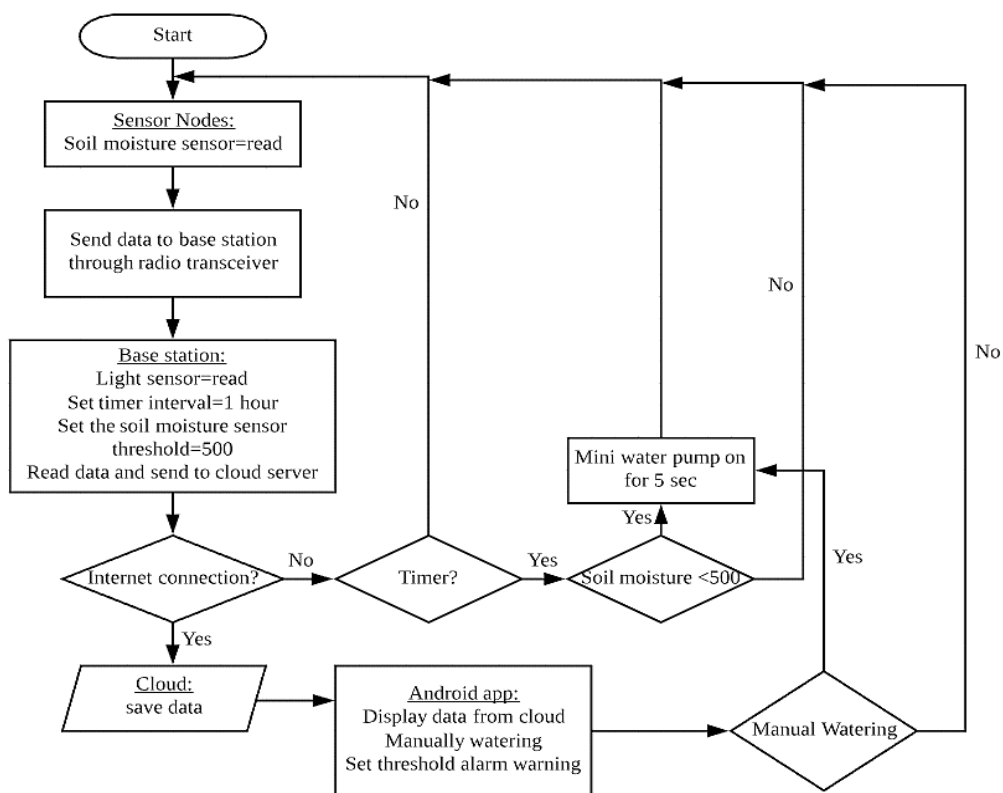 Start
Sensor Nodes:
Soil moisture sensor=read
No
Send data to base station
through radio transceiver
No
No
Base station:
Light sensor=read
Set timer interval=1 hour
Set the soil moisture sensor
threshold=500
Read data and send to cloud server
Mini water pump on
for 5 sec
Yes
Yes
Internet connection?
No
Timer?
Yes
Soil moisture <500
Yes
Cloud:
save data
Android app:
Display data from cloud
Manually watering
Set threshold alarm warning
Manual Watering